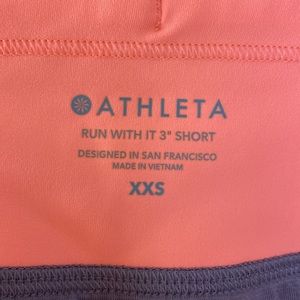 ATHLETA
RUN WITH IT 3" SHORT
DESIGNED IN SAN FRANCISCO
MADE IN VIETNAM
XXS